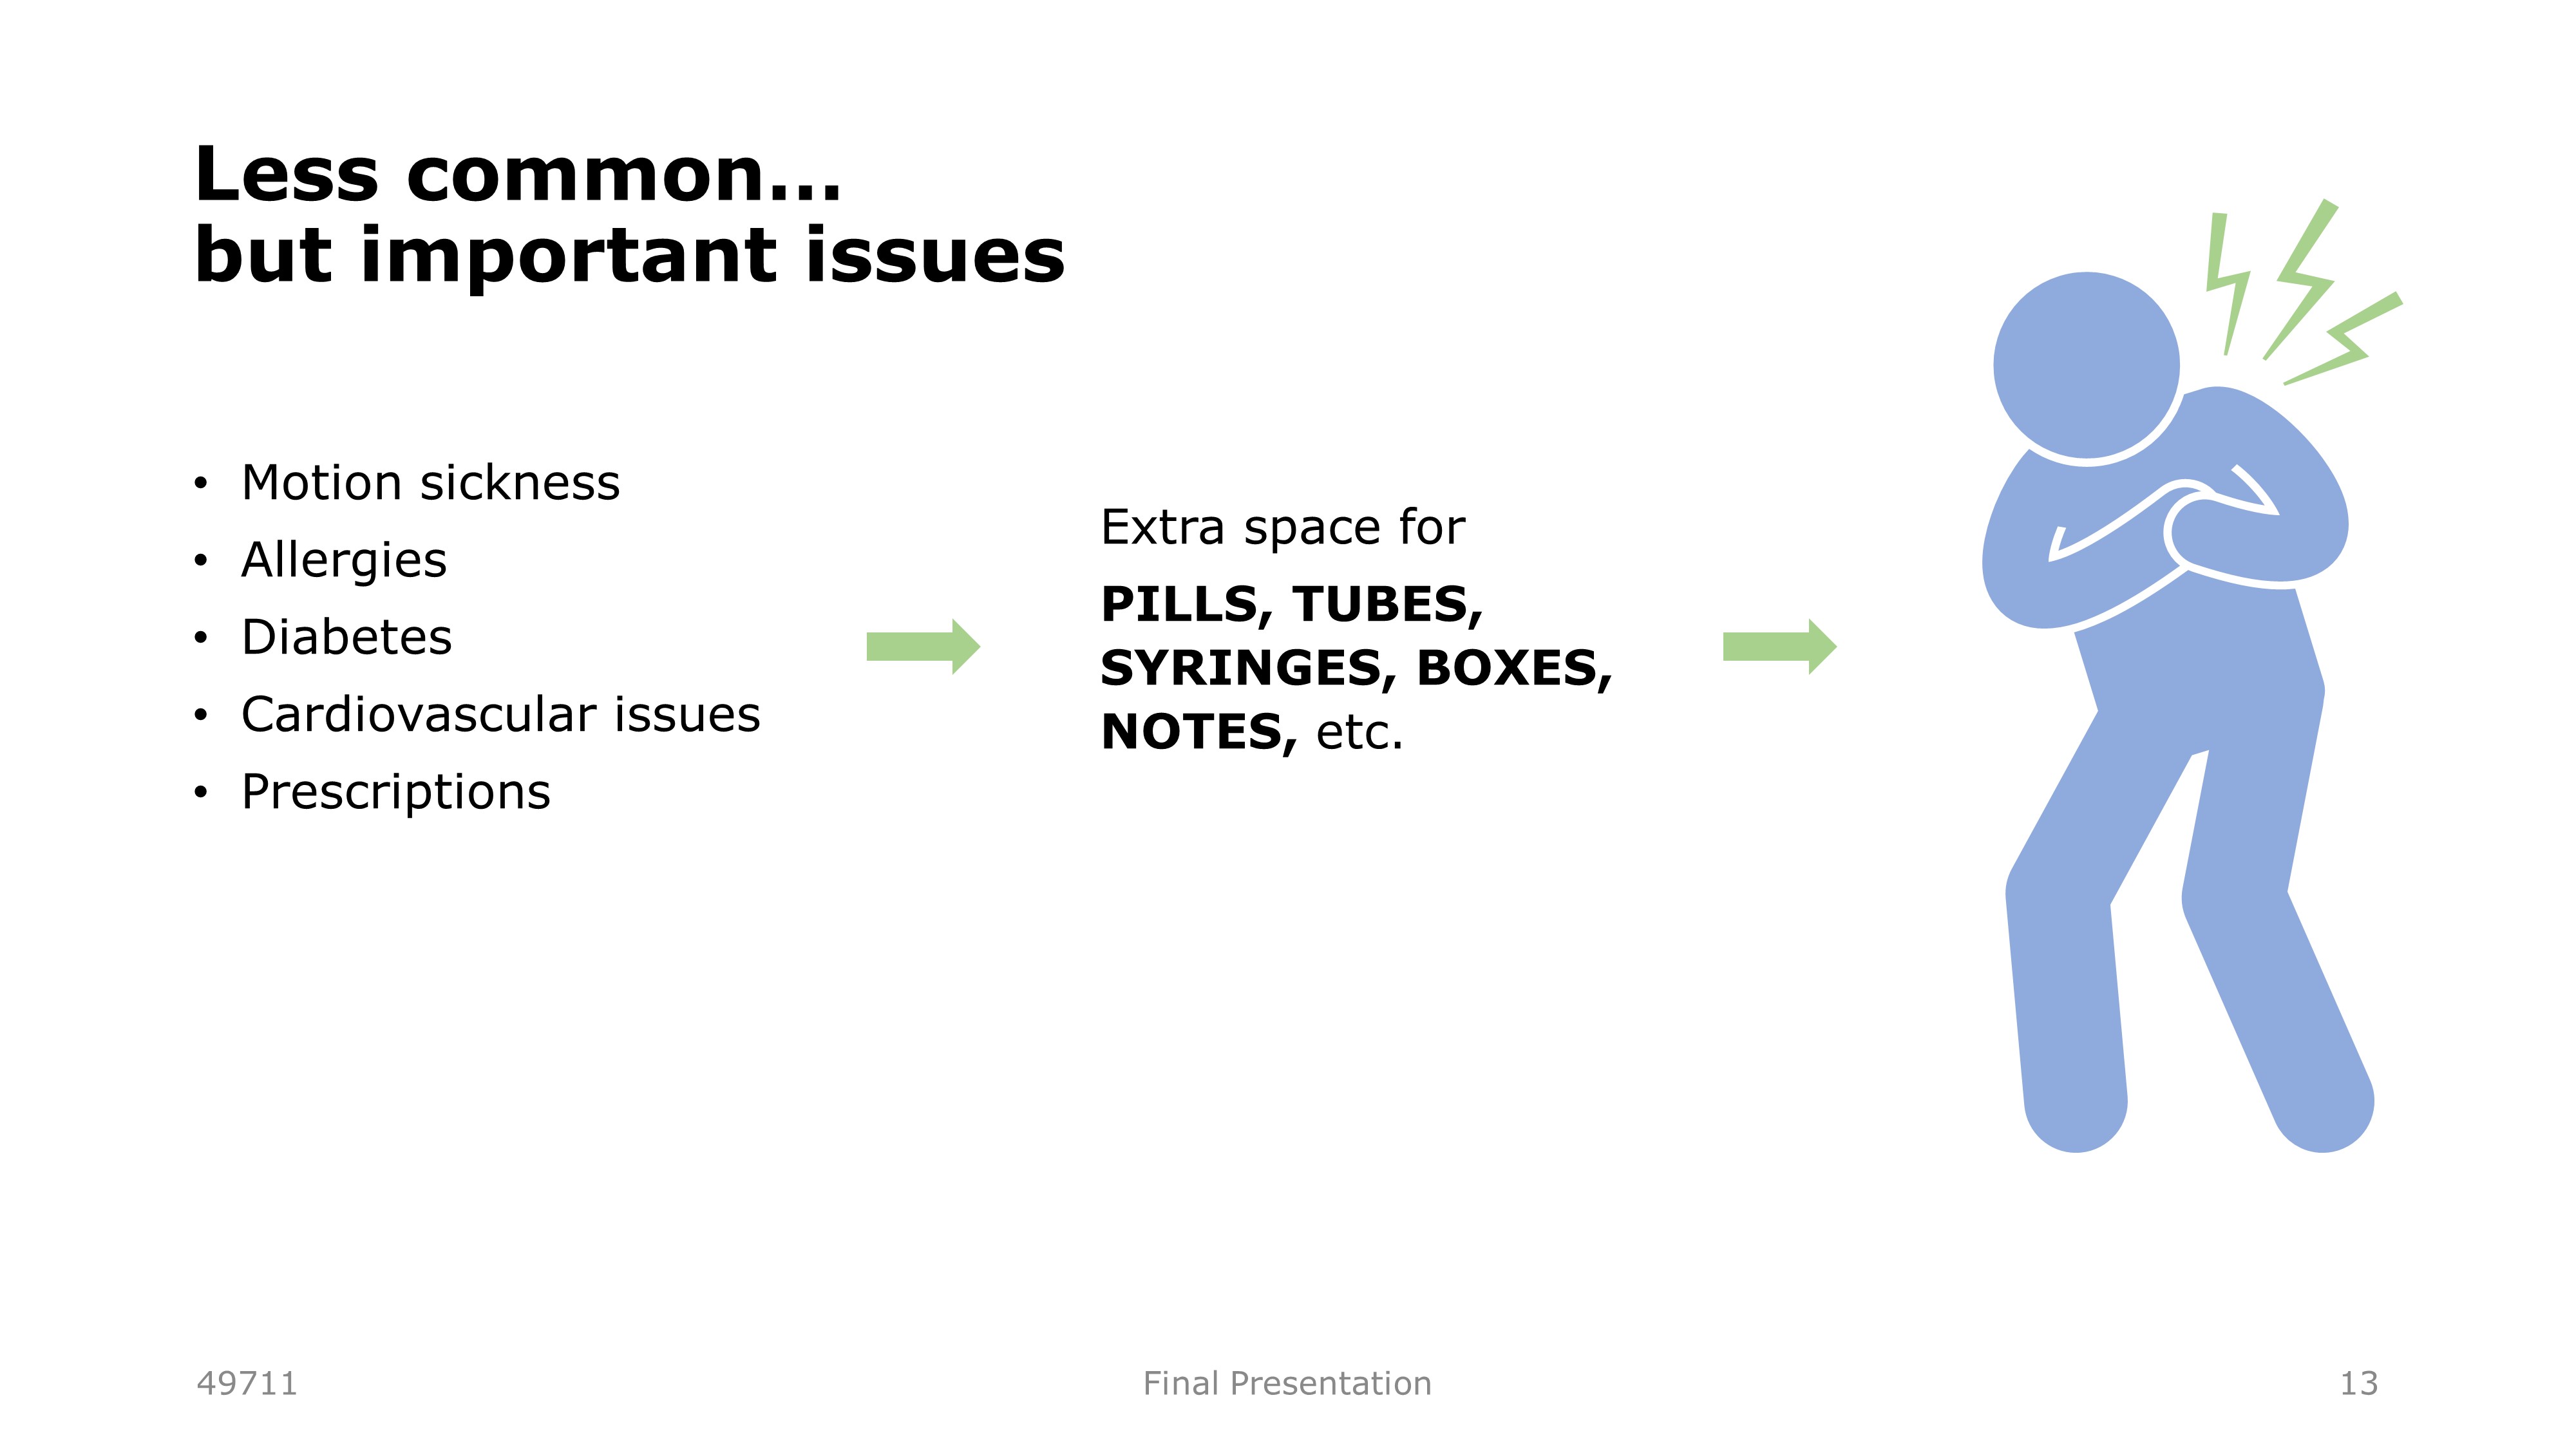 Less common…
but important issues
• Motion sickness
• Allergies
• Diabetes
• Cardiovascular issues
• Prescriptions
Extra space for
PILLS, TUBES,
SYRINGES, BOXES,
NOTES, etc.
49711
Final Presentation
13